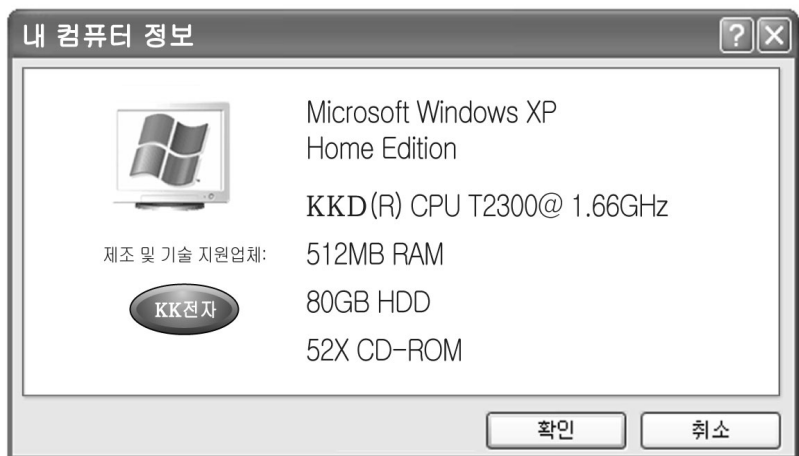 내 컴퓨터 정보
Microsoft Windows XP
Home Edition
KKD(R) CPU T2300@ 1.66GHz
제조 및 기술 지원업체:
512MB RAM
KK전자
80GB HDD
52X CD-ROM
확인
취소